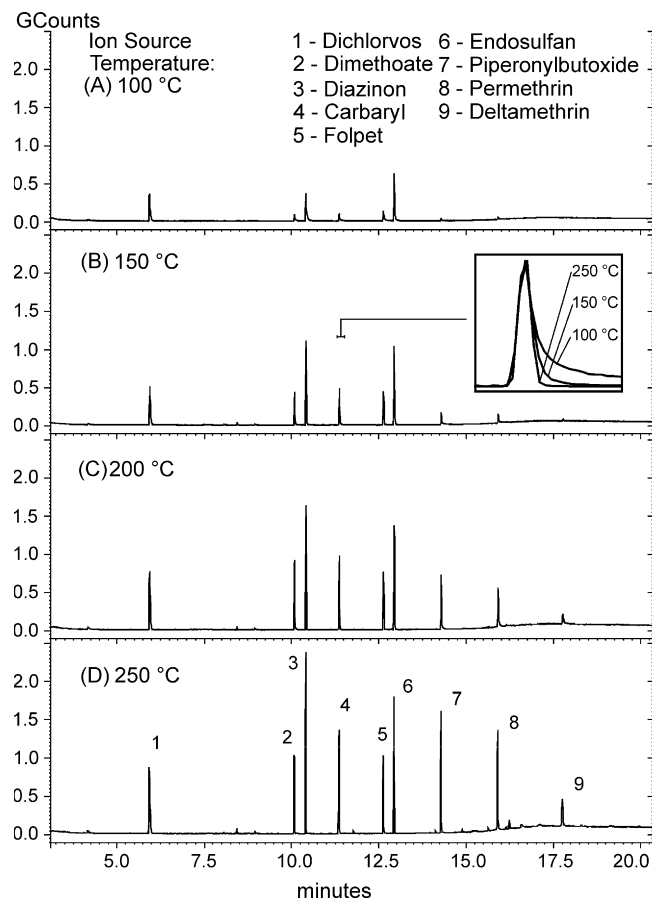 GCounts
Ion Source
Temperature:
(A) 100 °C
1 - Dichlorvos
2 - Dimethoate
3 - Diazinon
4 - Carbaryl
5 - Folpet
6 - Endosulfan
7 - Piperonylbutoxide
8 - Permethrin
9 - Deltamethrin
2.0
1.5
1.0
0.5
0.0
(B) 150 °C
2.0
1.5
1.0
0.5
0.0
250 °C
150 °C
100 °C
(C) 200 °C
2.0
1.5
1.0
0.5
0.0
(D) 250 °C
2.0
1.5
1.0
0.5
0.0
1
2
3
4
5
6
7
8
9
5.0 7.5 10.0 12.5 15.0 17.5 20.0
minutes